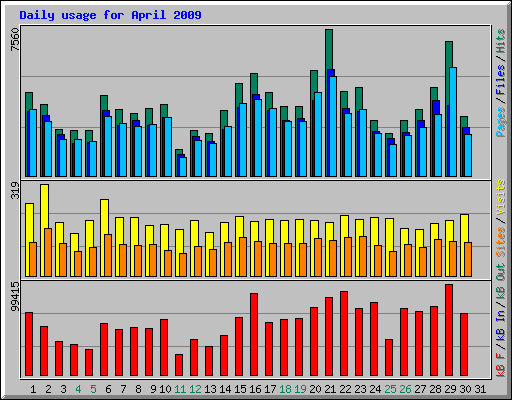 Daily usage for April 2009
7560
Pages / Files / Hits
319
Sites / Visits
99415
kB F / kB In / kB Out
1 2 3 4 5 6 7 8 9 10 11 12 13 14 15 16 17 18 19 20 21 22 23 24 25 26 27 28 29 30 31